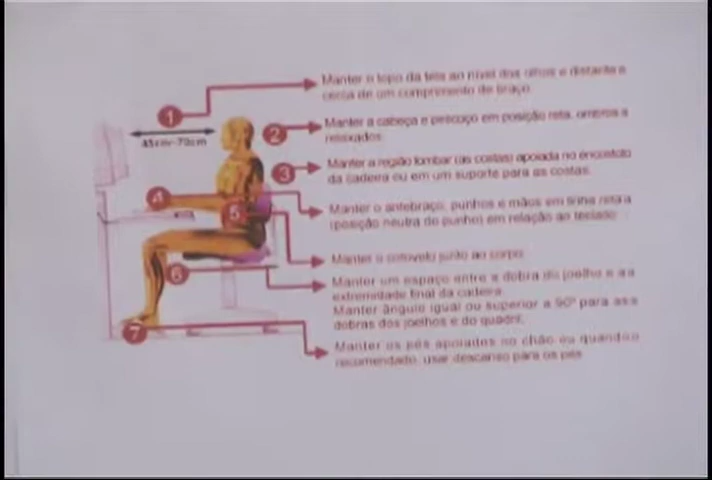 Manter o topo da tela ao nível dos olhos e distante a
cerca de um comprimento de braço
1
45cm-70cm
2
Manter a cabeça e pescoço em posição reta, ombros
relaxados
3
Manter a região lombar (as costas) apoiada no encosto
da cadeira ou em um suporte para as costas.
4
Manter o antebraço, punhos e mãos em linha reta
(posição neutra do punho) em relação ao teclado
5
Manter o cotovelo junto ao corpo
6
Manter um espaço entre a dobra do joelho e a
extremidade final da cadeira
Manter ângulo igual ou superior a 90º para as
dobras dos joelhos e do quadril.
7
Manter os pés apoiados no chão ou quando
recomendado, usar descanso para os pés